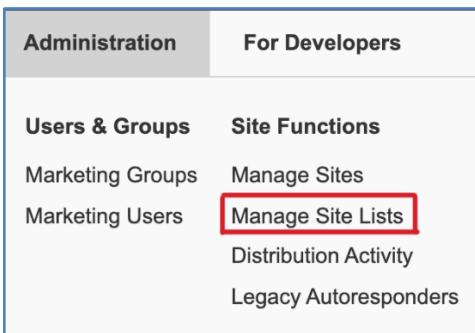 Administration
For Developers
Users & Groups
Marketing Groups
Marketing Users
Site Functions
Manage Sites
Manage Site Lists
Distribution Activity
Legacy Autoresponders